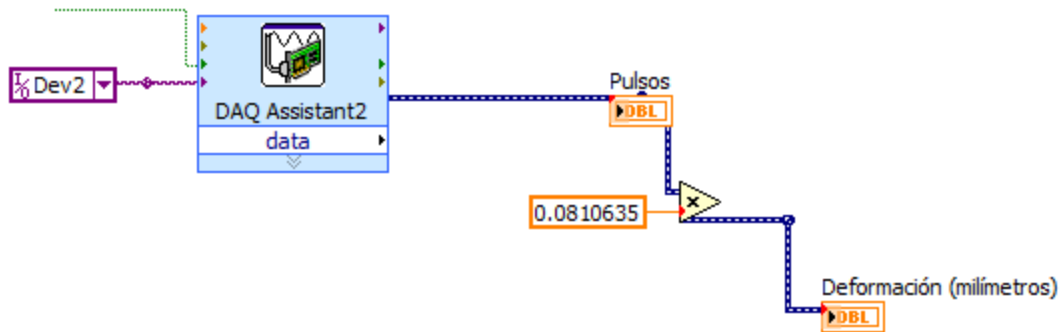 Dev2
DAQ Assistant2
data
Pulsos
DBL
0.0810635
x
Deformación (milímetros)
DBL